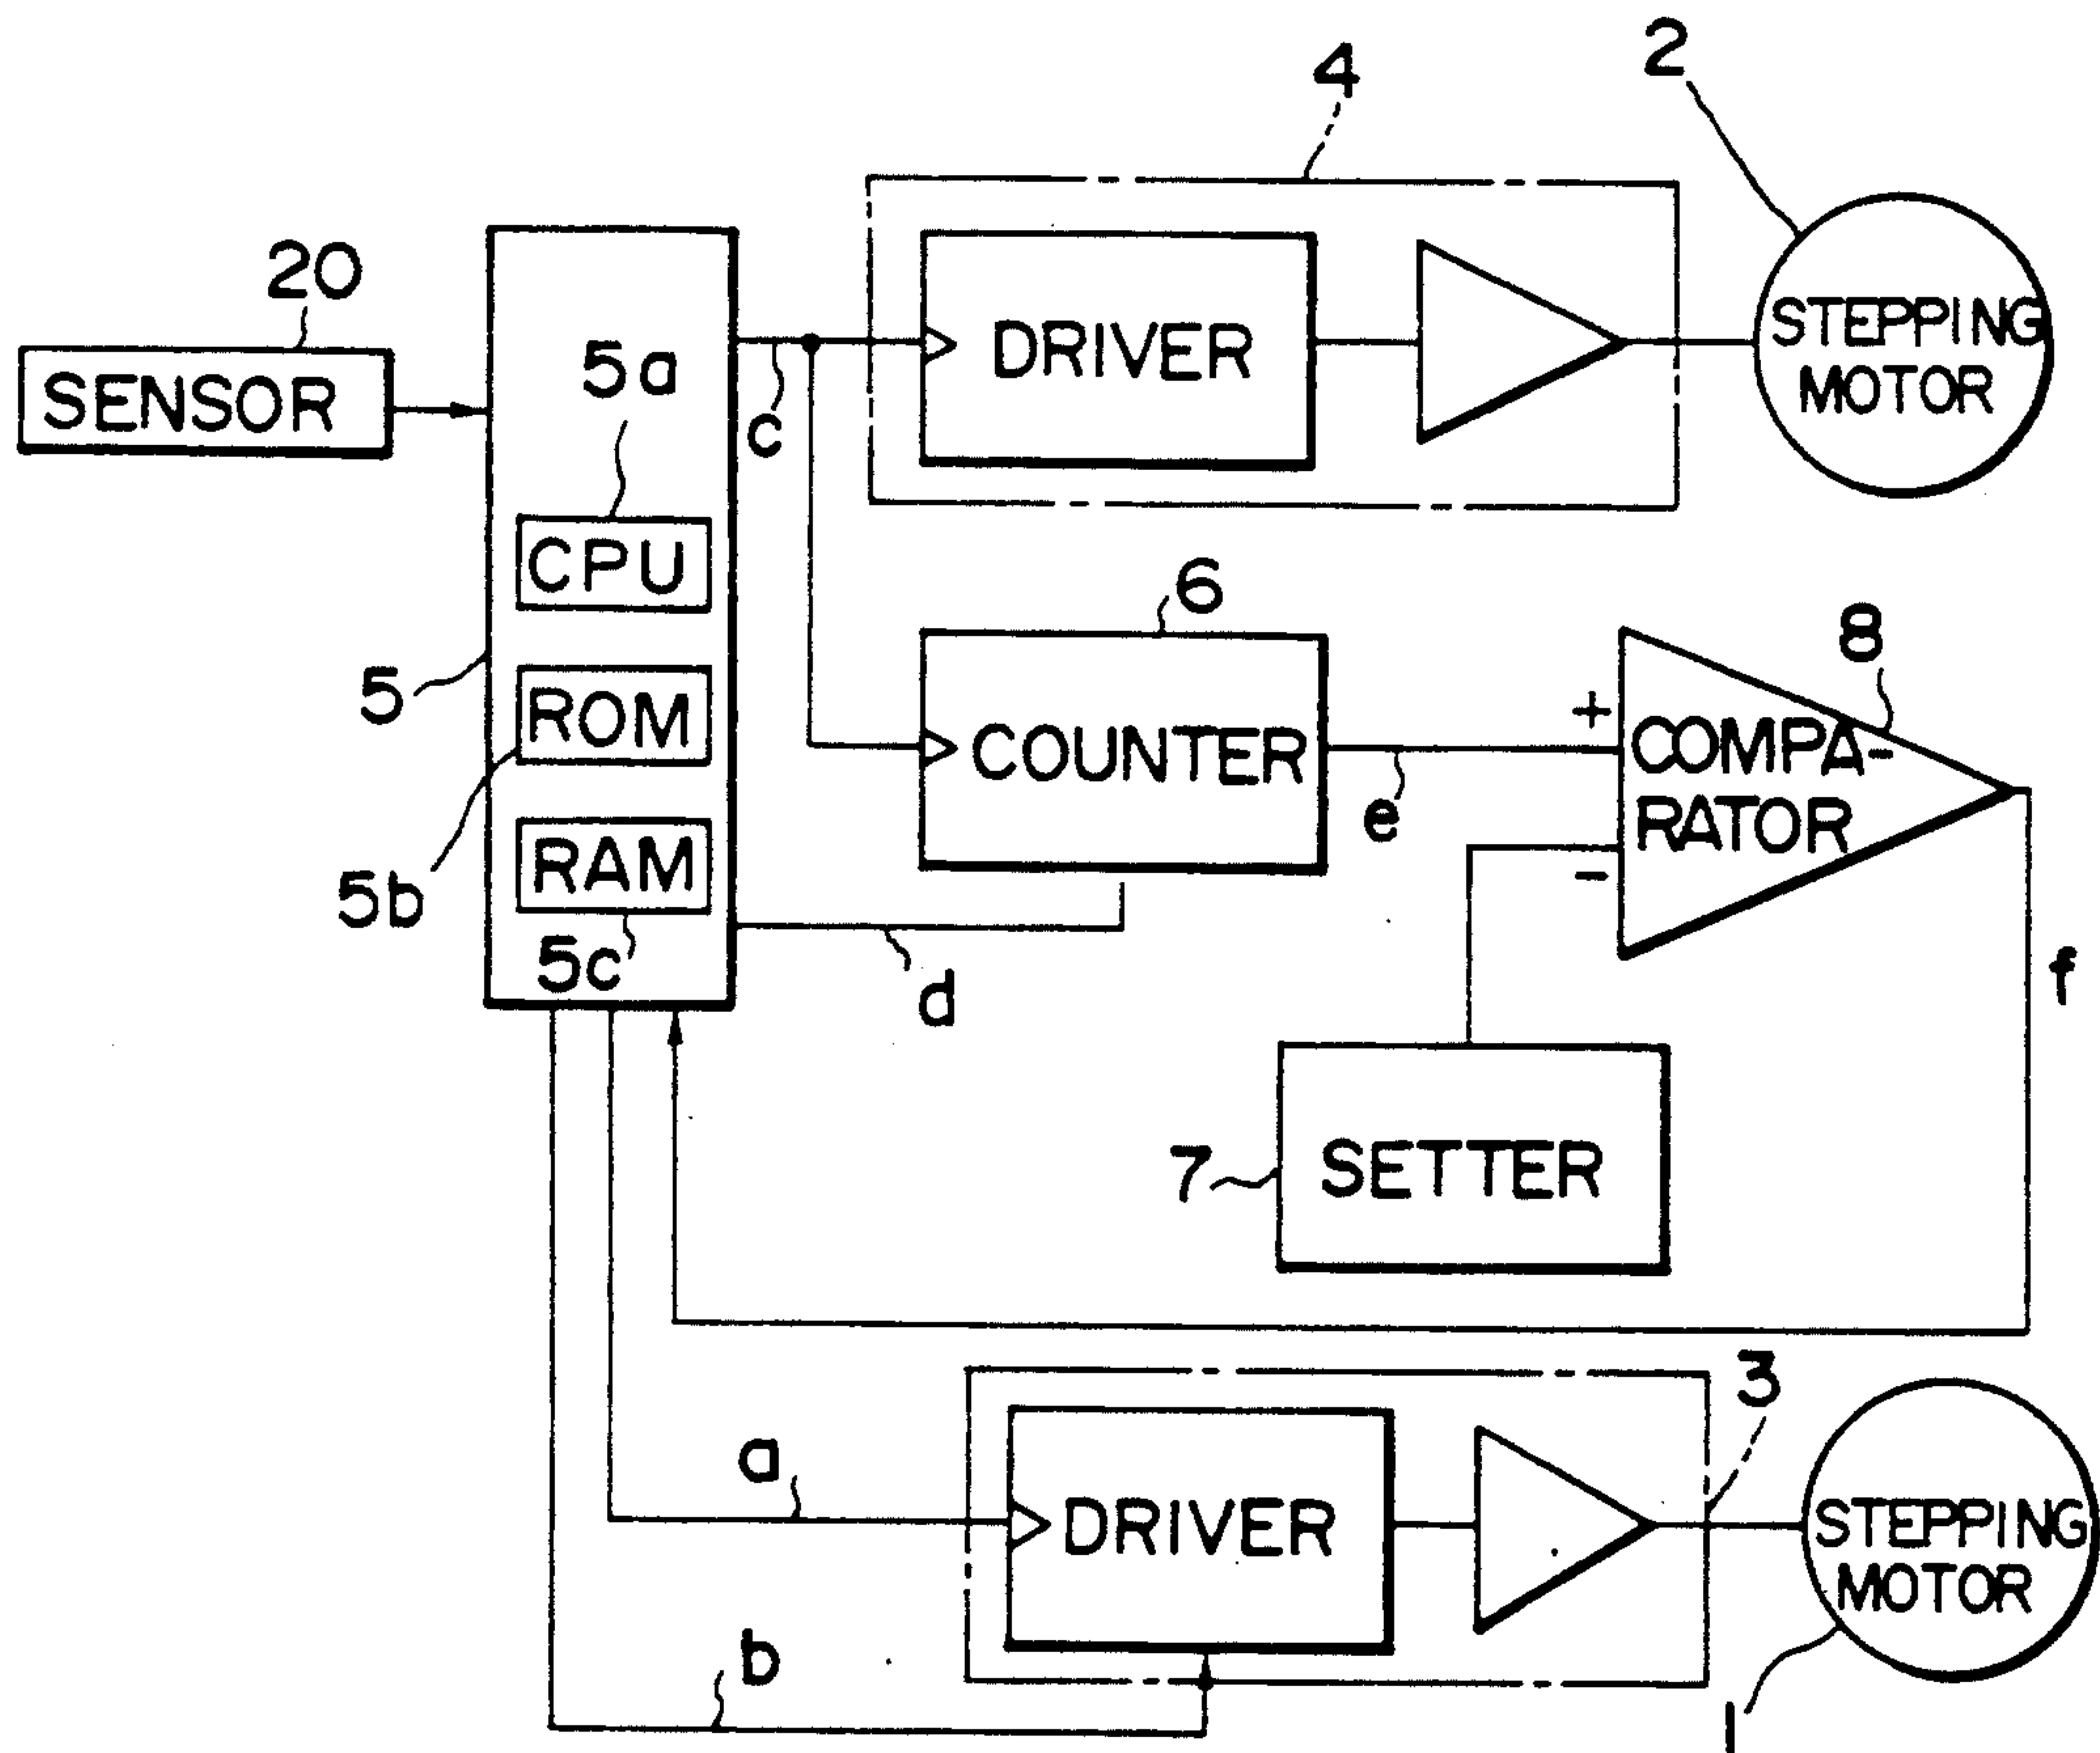 4
2
20
SENSOR
5a
c
DRIVER
STEPPING
MOTOR
CPU
6
8
5
ROM
COUNTER
+
COMPA-
RATOR
e
-
5b
RAM
5c
d
f
7
SETTER
3
a
DRIVER
STEPPING
MOTOR
b
1